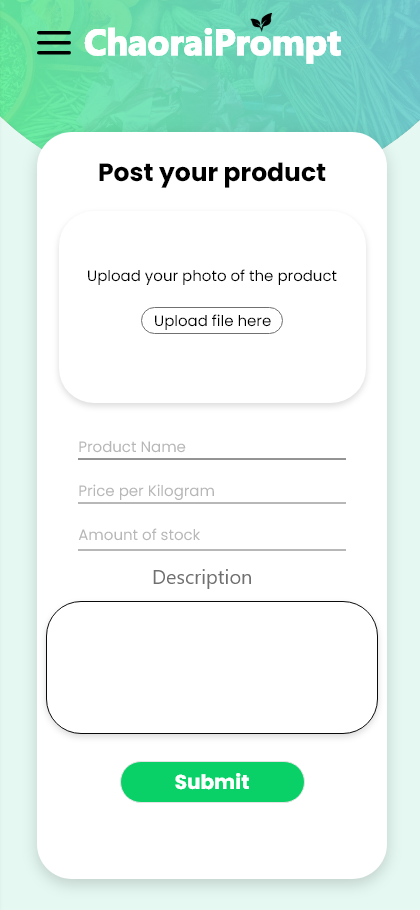 ChaoraiPrompt
Post your product
Upload your photo of the product
Upload file here
Product Name
Price per Kilogram
Amount of stock
Description
Submit